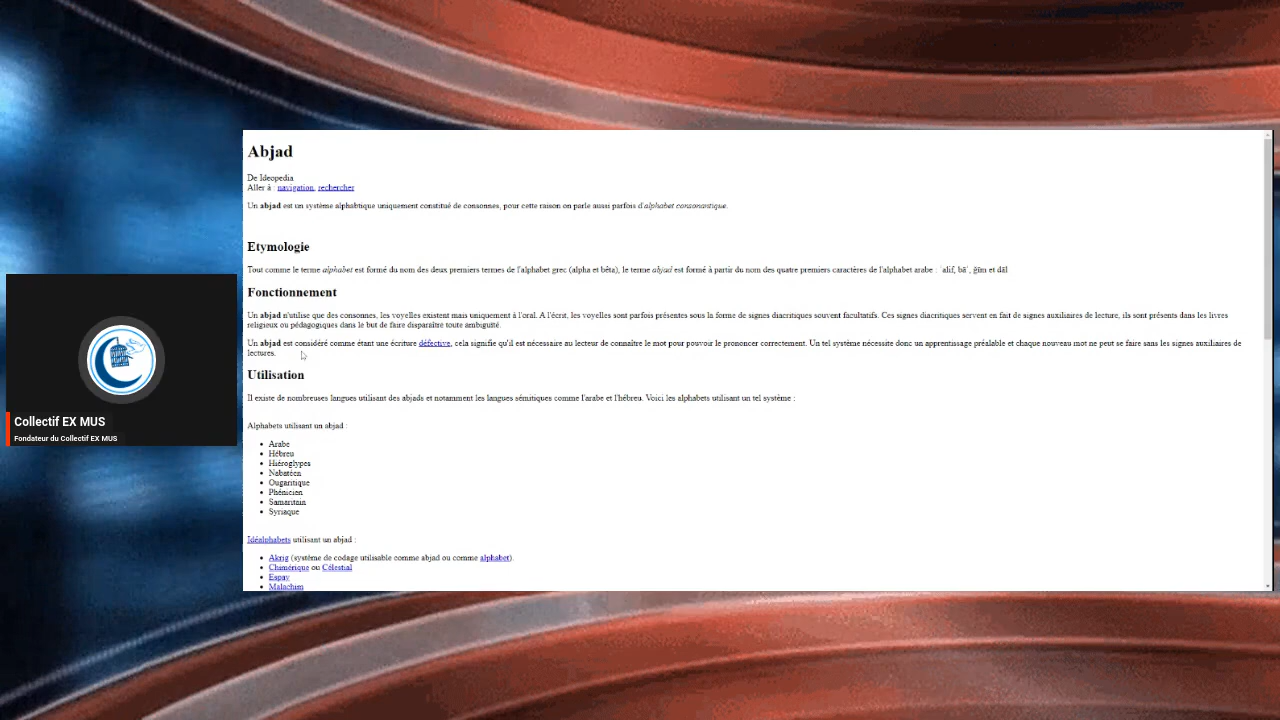 Abjad
De Ideopedia
Aller à : navigation, rechercher
Un abjad est un système alphabtique uniquement constitué de consonnes, pour cette raison on parle aussi parfois d'alphabet consonantique.
Etymologie
Tout comme le terme alphabet est formé du nom des deux premiers termes de l'alphabet grec (alpha et bêta), le terme abjad est formé à partir du nom des quatre premiers caractères de l'alphabet arabe : ʾalif, bāʾ, ǧīm et dāl
Fonctionnement
Un abjad n'utilise que des consonnes, les voyelles existent mais uniquement à l'oral. A l'écrit, les voyelles sont parfois présentes sous la forme de signes diacritiques souvent facultatifs. Ces signes diacritiques servent en fait de signes auxiliaires de lecture, ils sont présents dans les livres
religieux ou pédagogiques dans le but de faire disparaître toute ambiguïté.
Un abjad est considéré comme étant une écriture défective, cela signifie qu'il est nécessaire au lecteur de connaître le mot pour pouvoir le prononcer correctement. Un tel système nécessite donc un apprentissage préalable et chaque nouveau mot ne peut se faire sans les signes auxiliaires de
lectures.
Utilisation
Il existe de nombreuses langues utilisant des abjads et notamment les langues sémitiques comme l'arabe et l'hébreu. Voici les alphabets utilisant un tel système :
Alphabets utilisant un abjad :
Arabe
Hébreu
Hiéroglypes
Nabatéen
Ougaritique
Phénicien
Samaritain
Syriaque
Idéalphabets utilisant un abjad :
Akrig (système de codage utilisable comme abjad ou comme alphabet).
Chimérique ou Célestial
Espay
Malachim
Collectif EX MUS
Fondateur du Collectif EX MUS